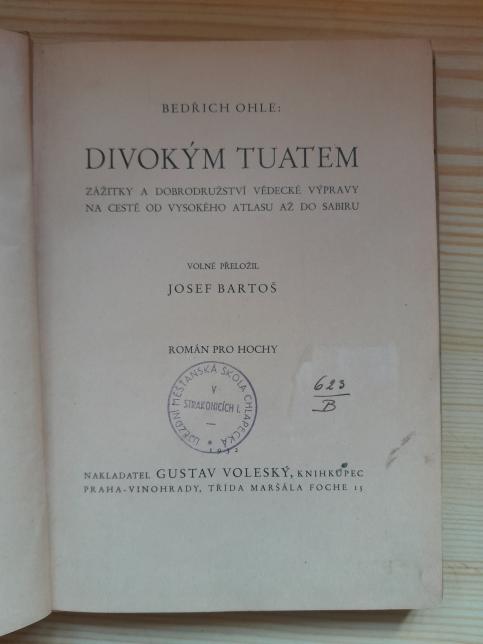 BEDŘICH OHLE:
DIVOKÝM TUATEM
ZÁŽITKY A DOBRODRUŽSTVÍ VĚDECKÉ VÝPRAVY
NA CESTĚ OD VYSOKÉHO ATLASU AŽ DO SABIRU
VOLNĚ PŘELOŽIL
JOSEF BARTOŠ
ROMÁN PRO HOCHY
ÚJEZDNÍ MĚŠŤANSKÁ ŠKOLA CHLAPECKÁ
V
STRAKONICÍCH I.
623
B
NAKLADATEL GUSTAV VOLESKÝ, KNIHKUPEC
PRAHA-VINOHRADY, TŘÍDA MARŠÁLA FOCHE 15